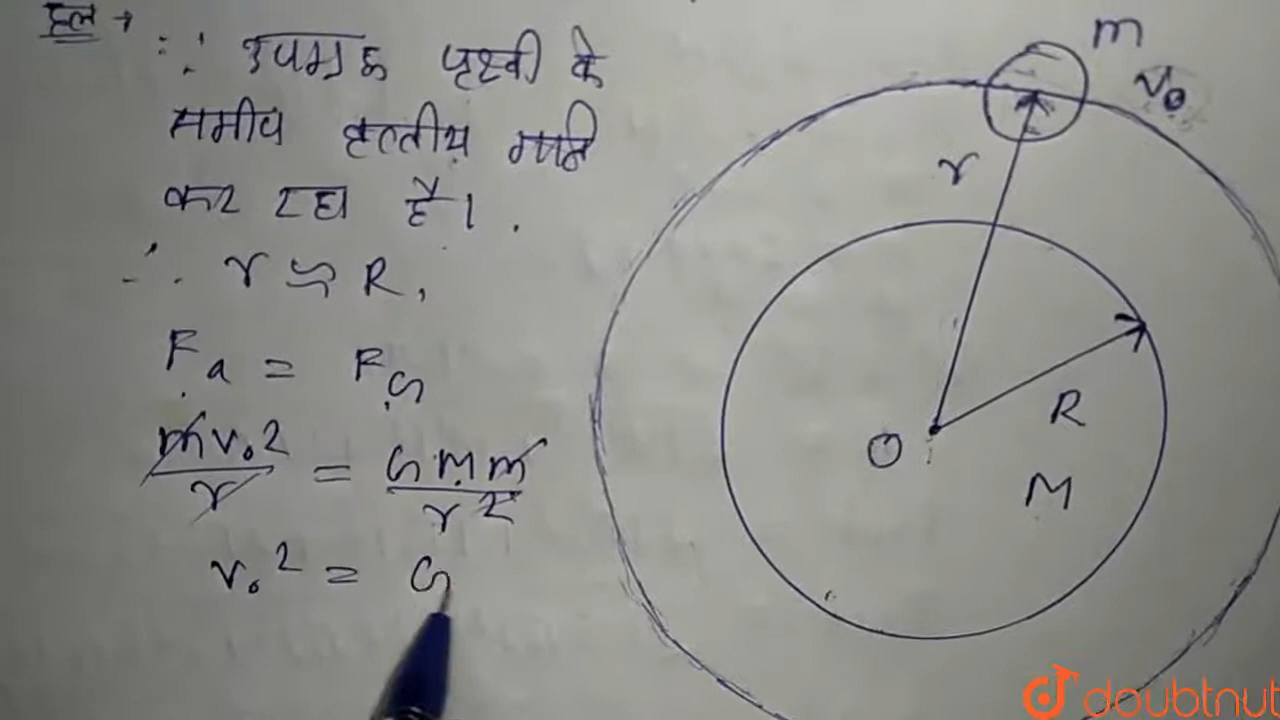 हल →
∵ उपग्रह पृथ्वी के
समीप वृत्तीय गति
कर रहा है।
∴ r ≈ R,
Fa = FG
mv₀²/r = GMm/r²
v₀² = G
m
v₀
r
R
O
M
doubtnut